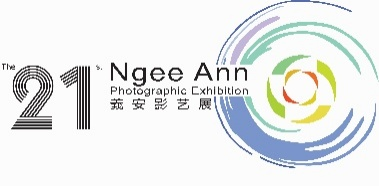 The 21st. Ngee Ann
Photographic Exhibition
義安影艺展